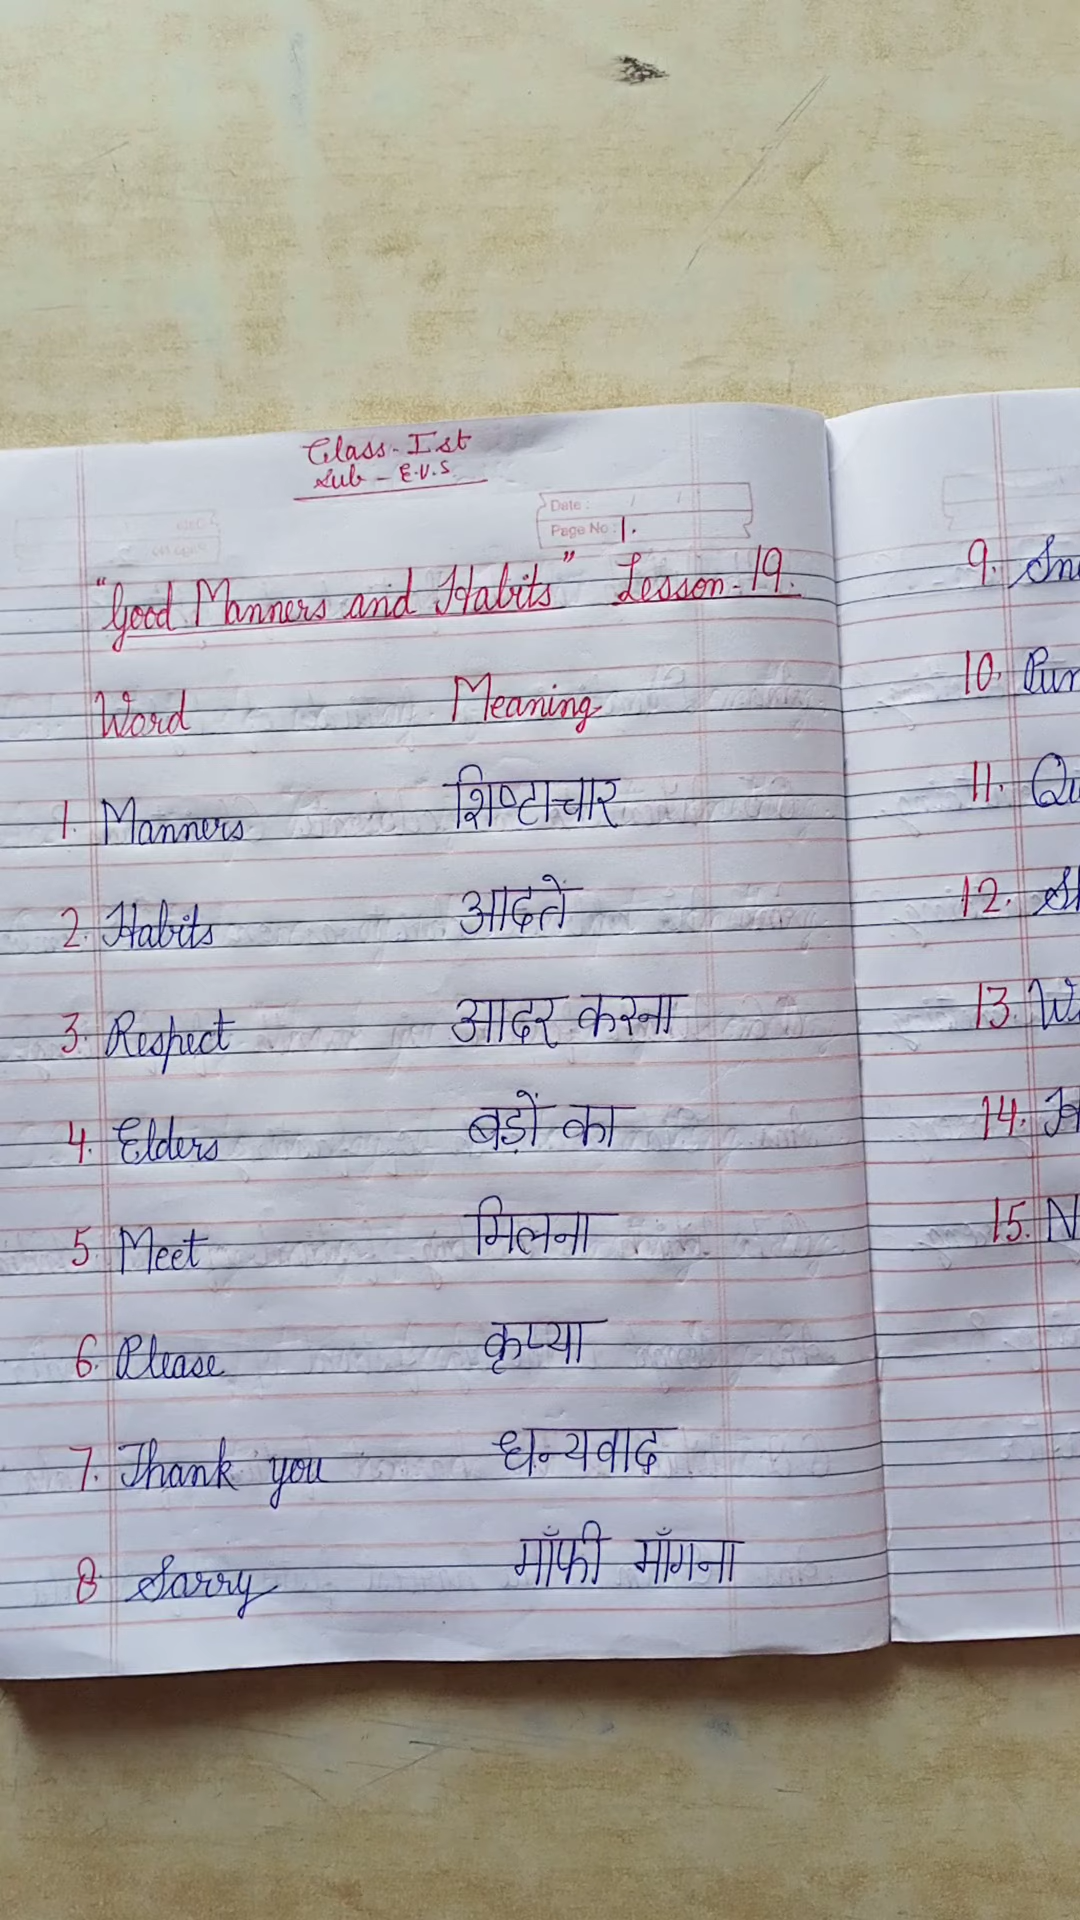 Class - Ist
Sub - E.V.S
Date : / /
Page No : 1.
"Good Manners and Habits" Lesson-19.
Word Meaning
1. Manners शिष्टाचार
2. Habits आदते
3. Respect आदर करना
4. Elders बड़ों का
5. Meet मिलना
6. Please कृप्या
7. Thank you धन्यवाद
8. Sarry माँफी माँगना
9.
10.
11.
12.
13.
14.
15.